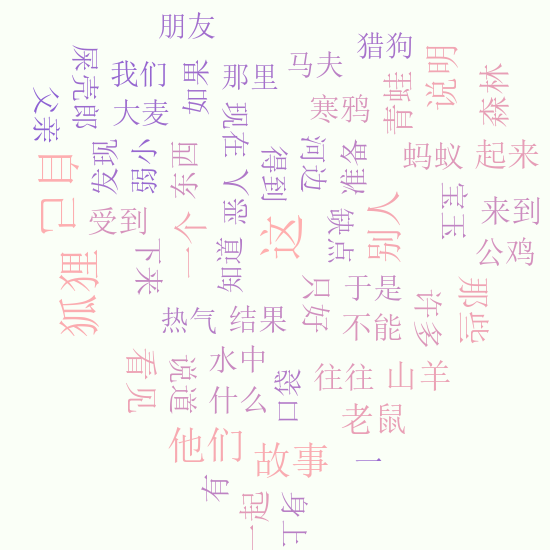 朋友
猎狗
屎壳郎
我们
如果
那里
马夫
说明
森林
父亲
大麦
现在
寒鸦
青蛙
自己
发现
弱小
东西
得到
河边
准备
蚂蚁
起来
受到
一个
恶人
这
缺点
别人
宙斯
来到
公鸡
狐狸
下来
知道
只好
于是
许多
那些
热气
结果
不能
看见
说道
水中
什么
口袋
往往
山羊
老鼠
他们
故事
一
有
一起
身上